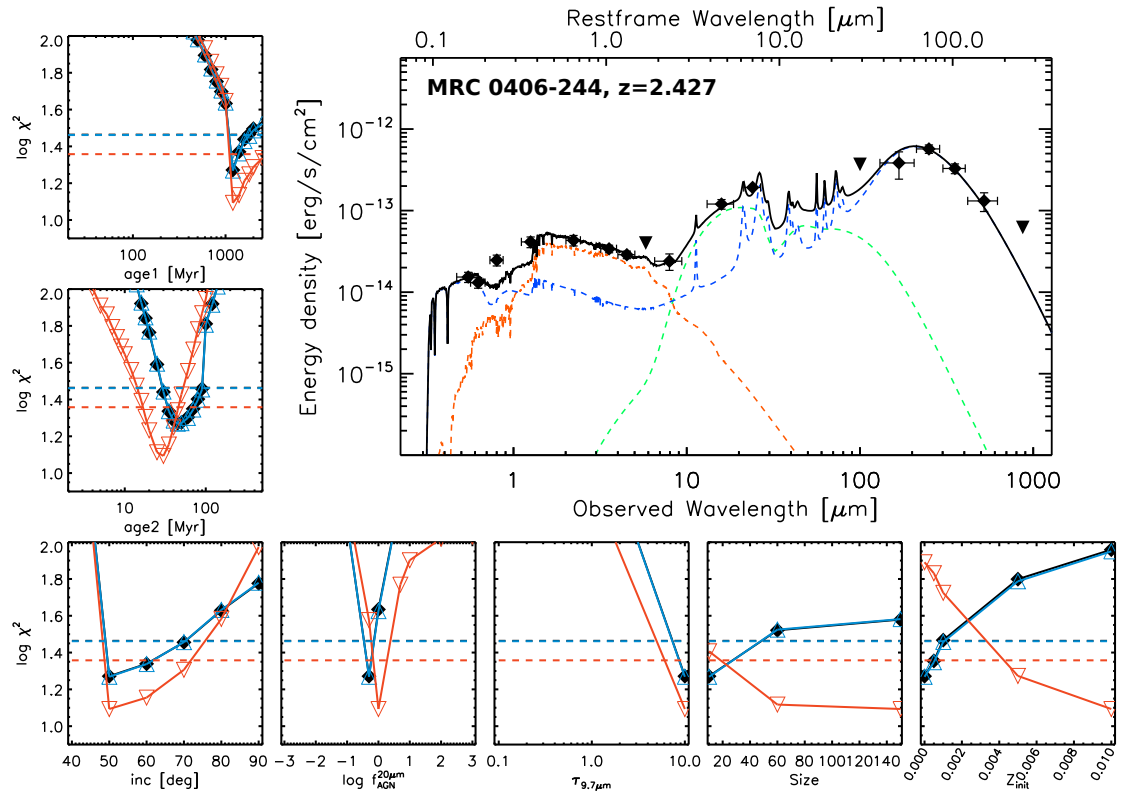 Restframe Wavelength [μm]
0.1 1.0 10.0 100.0
MRC 0406-244, z=2.427
Energy density [erg/s/cm²]
10⁻¹²
10⁻¹³
10⁻¹⁴
10⁻¹⁵
1 10 100 1000
Observed Wavelength [μm]
log χ²
2.0
1.8
1.6
1.4
1.2
1.0
100 1000
age1 [Myr]
log χ²
2.0
1.8
1.6
1.4
1.2
1.0
10 100
age2 [Myr]
log χ²
2.0
1.8
1.6
1.4
1.2
1.0
40 50 60 70 80 90
inc [deg]
-3 -2 -1 0 1 2 3
log f_AGN^20μm
0.1 1.0 10.0
τ_9.7μm
20 40 60 80 100 120 140
Size
0.000 0.002 0.004 0.006 0.008 0.010
Z_init